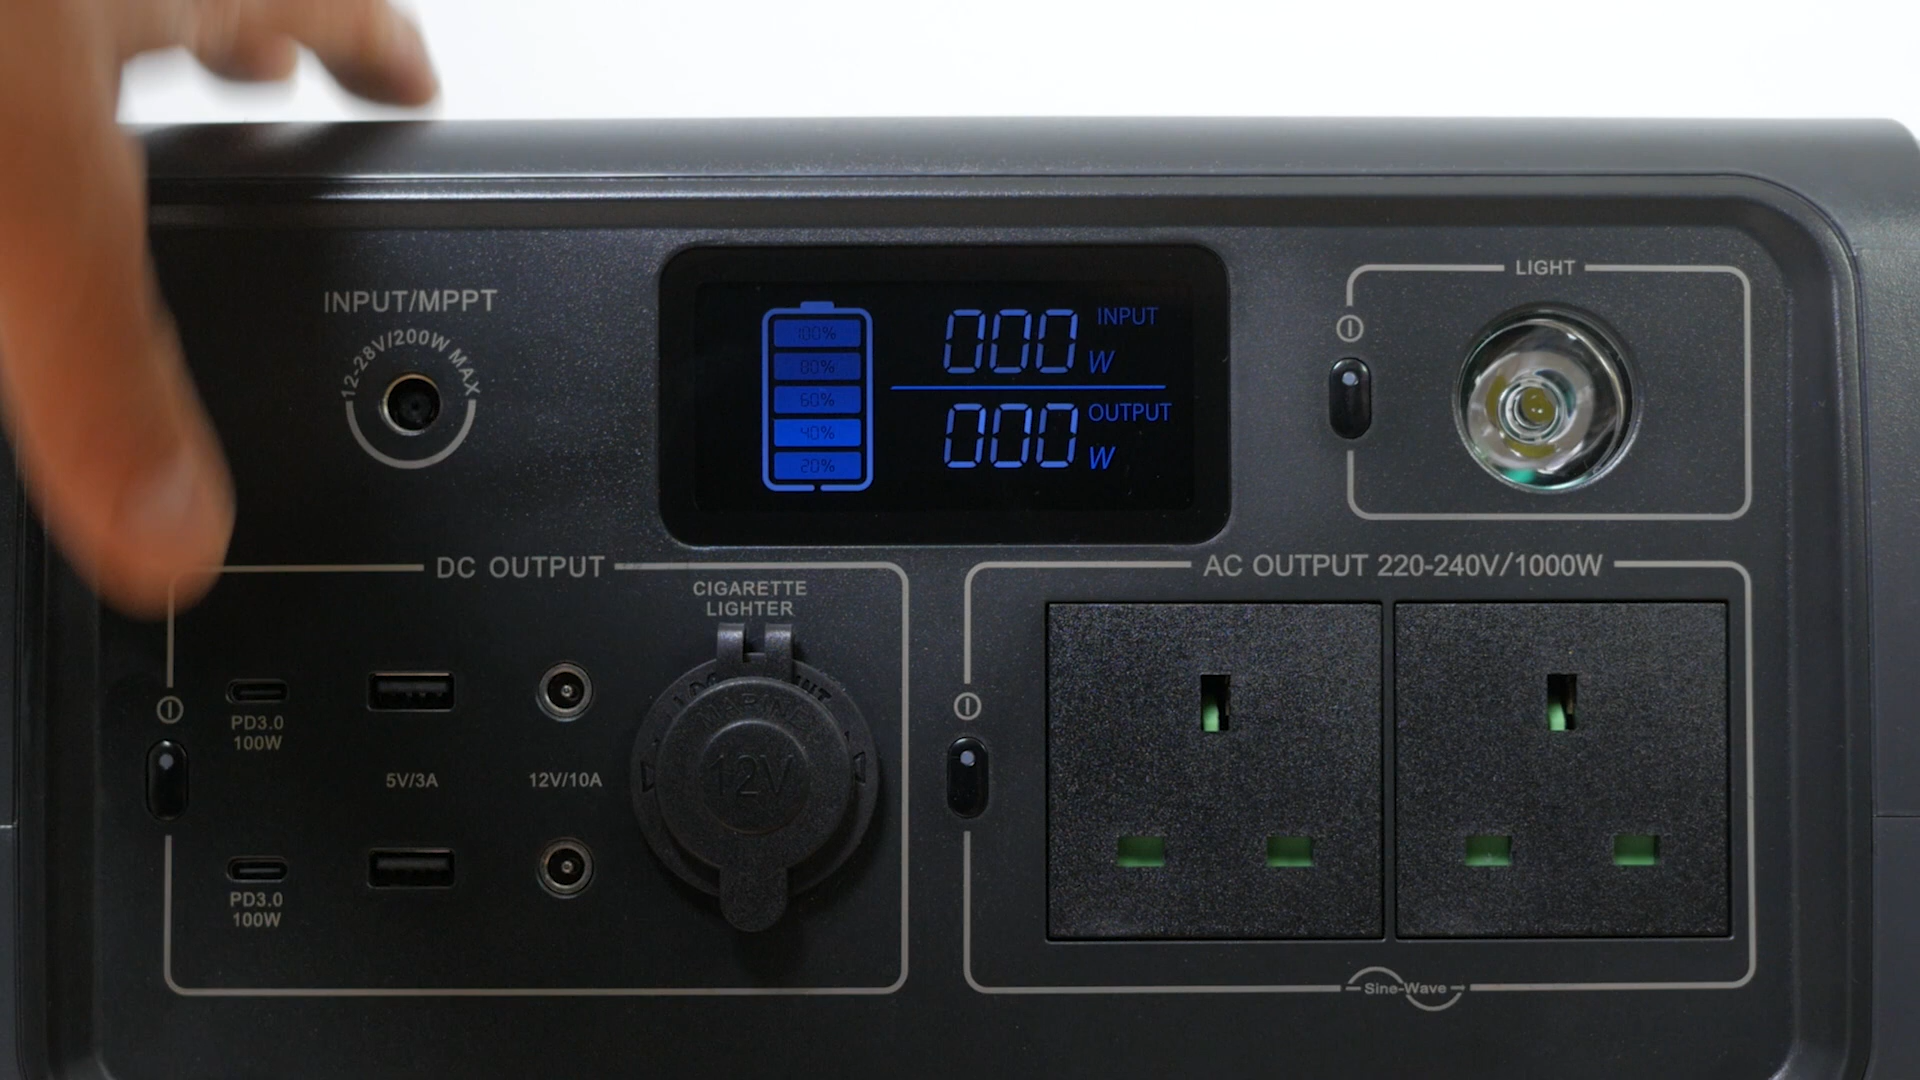 INPUT/MPPT
12-28V/200W MAX
100%
80%
60%
40%
20%
000 INPUT
W
000 OUTPUT
W
LIGHT
DC OUTPUT
CIGARETTE
LIGHTER
PD3.0
100W
5V/3A
12V/10A
12V
PD3.0
100W
AC OUTPUT 220-240V/1000W
Sine-Wave